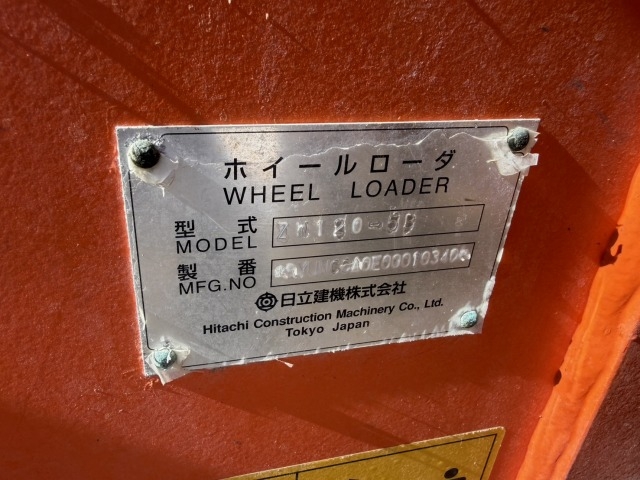 ホイールローダ
WHEEL LOADER
型式
MODEL
製番
MFG.NO
日立建機株式会社
Hitachi Construction Machinery Co., Ltd.
Tokyo Japan